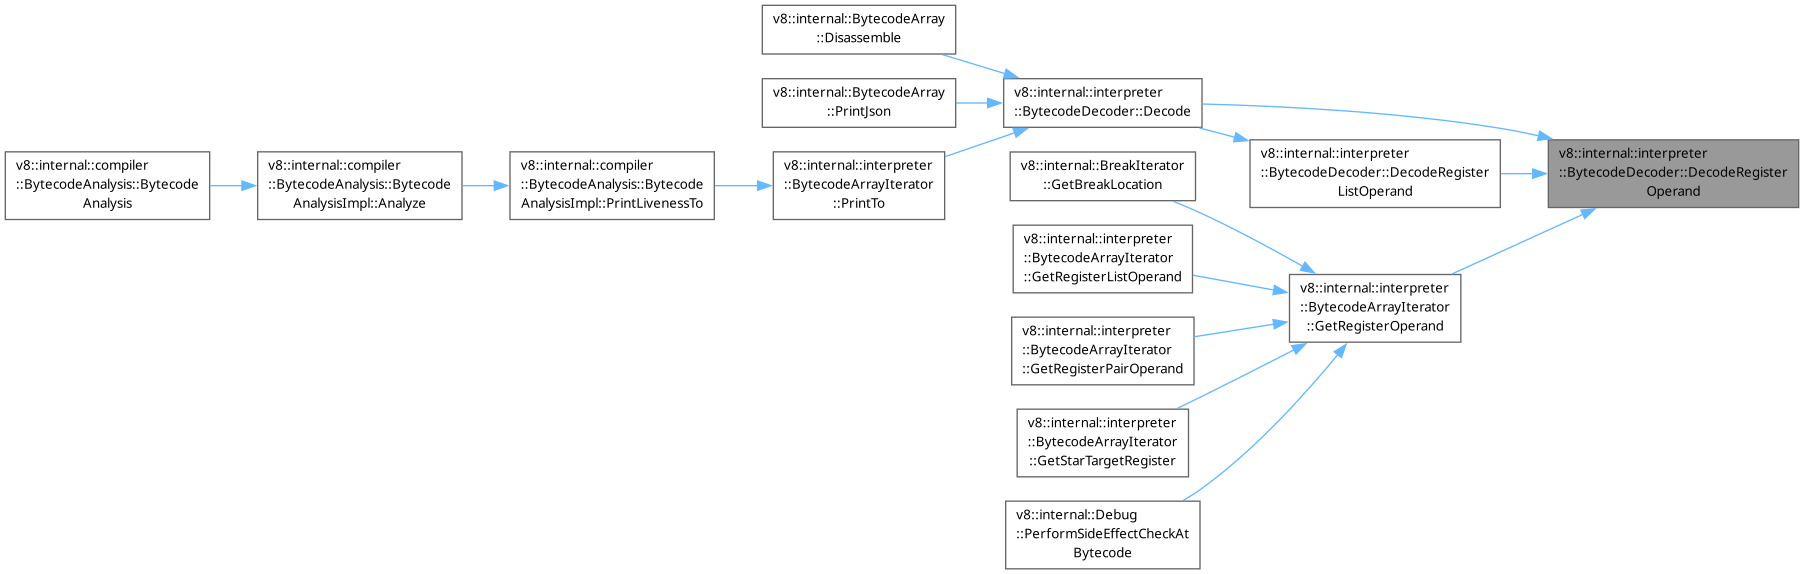 v8::internal::BytecodeArray
::Disassemble
v8::internal::BytecodeArray
::PrintJson
v8::internal::interpreter
::BytecodeDecoder::Decode
v8::internal::compiler
::BytecodeAnalysis::Bytecode
Analysis
v8::internal::compiler
::BytecodeAnalysis::Bytecode
AnalysisImpl::Analyze
v8::internal::compiler
::BytecodeAnalysis::Bytecode
AnalysisImpl::PrintLivenessTo
v8::internal::interpreter
::BytecodeArrayIterator
::PrintTo
v8::internal::BreakIterator
::GetBreakLocation
v8::internal::interpreter
::BytecodeDecoder::DecodeRegister
ListOperand
v8::internal::interpreter
::BytecodeDecoder::DecodeRegister
Operand
v8::internal::interpreter
::BytecodeArrayIterator
::GetRegisterListOperand
v8::internal::interpreter
::BytecodeArrayIterator
::GetRegisterOperand
v8::internal::interpreter
::BytecodeArrayIterator
::GetRegisterPairOperand
v8::internal::interpreter
::BytecodeArrayIterator
::GetStarTargetRegister
v8::internal::Debug
::PerformSideEffectCheckAt
Bytecode